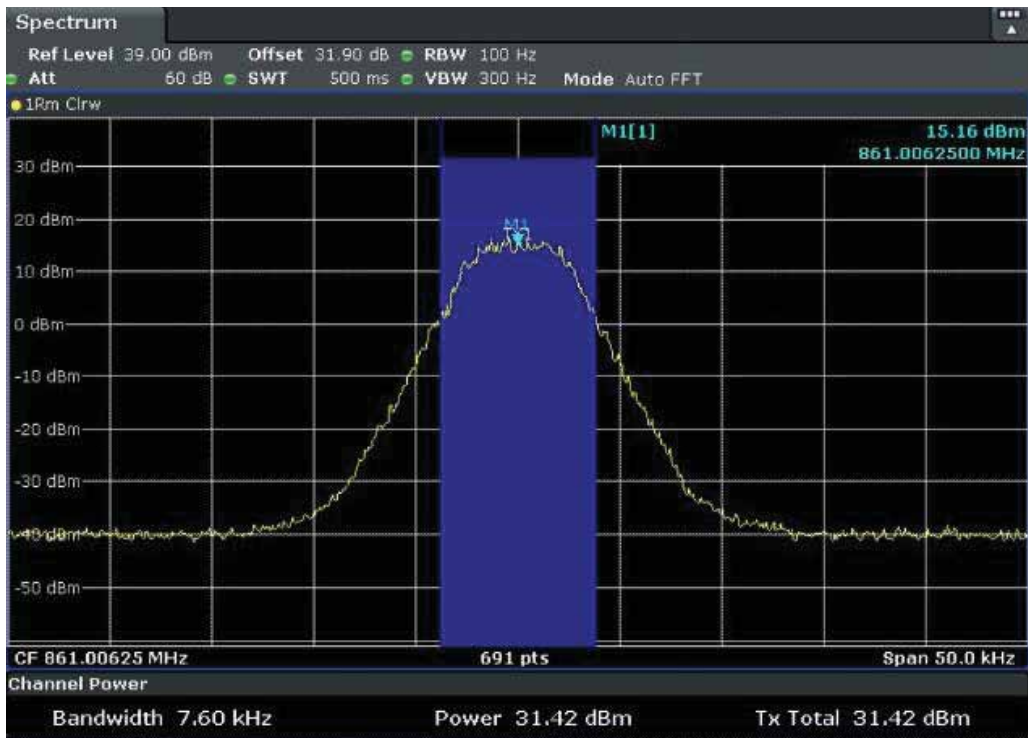 Spectrum
Ref Level 39.00 dBm Offset 31.90 dB RBW 100 Hz
Att 60 dB SWT 500 ms VBW 300 Hz Mode Auto FFT
1Rm Clrw
M1[1] 15.16 dBm
861.0062500 MHz
30 dBm
20 dBm
M1
10 dBm
0 dBm
-10 dBm
-20 dBm
-30 dBm
-40 dBm
-50 dBm
CF 861.00625 MHz 691 pts Span 50.0 kHz
Channel Power
Bandwidth 7.60 kHz Power 31.42 dBm Tx Total 31.42 dBm